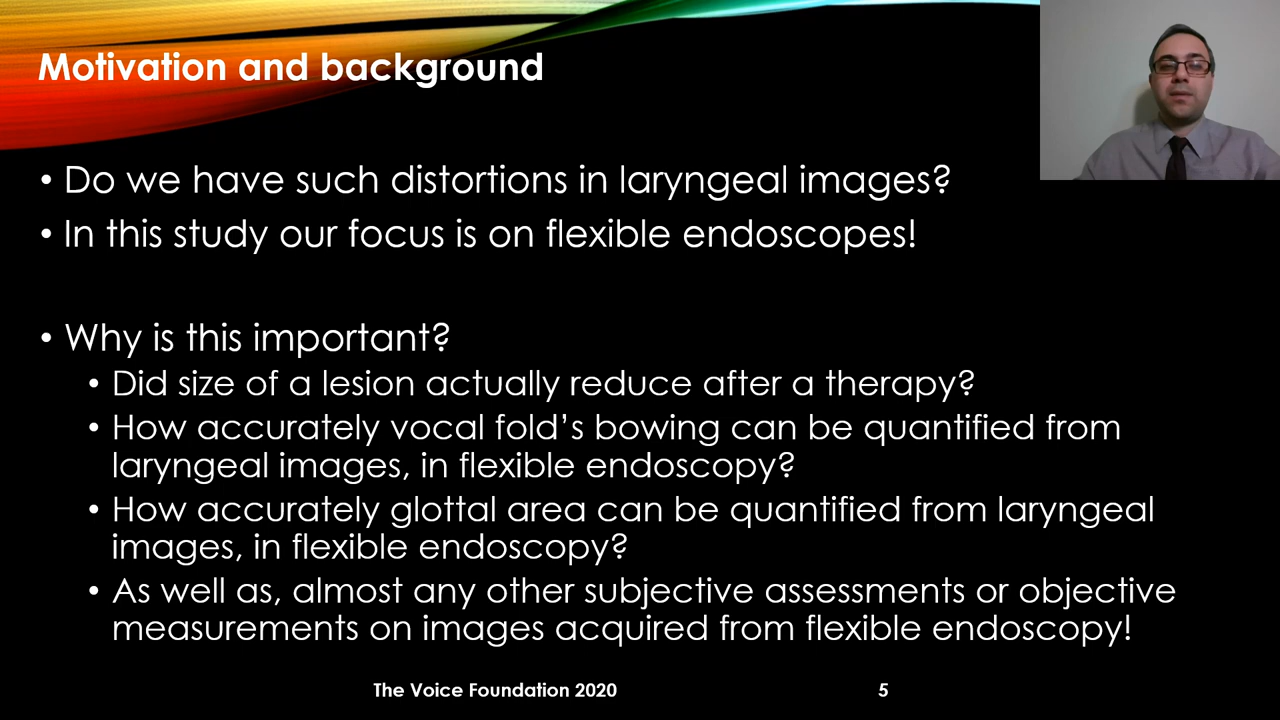 Motivation and background
• Do we have such distortions in laryngeal images?
• In this study our focus is on flexible endoscopes!
• Why is this important?
• Did size of a lesion actually reduce after a therapy?
• How accurately vocal fold’s bowing can be quantified from
laryngeal images, in flexible endoscopy?
• How accurately glottal area can be quantified from laryngeal
images, in flexible endoscopy?
• As well as, almost any other subjective assessments or objective
measurements on images acquired from flexible endoscopy!
The Voice Foundation 2020
5